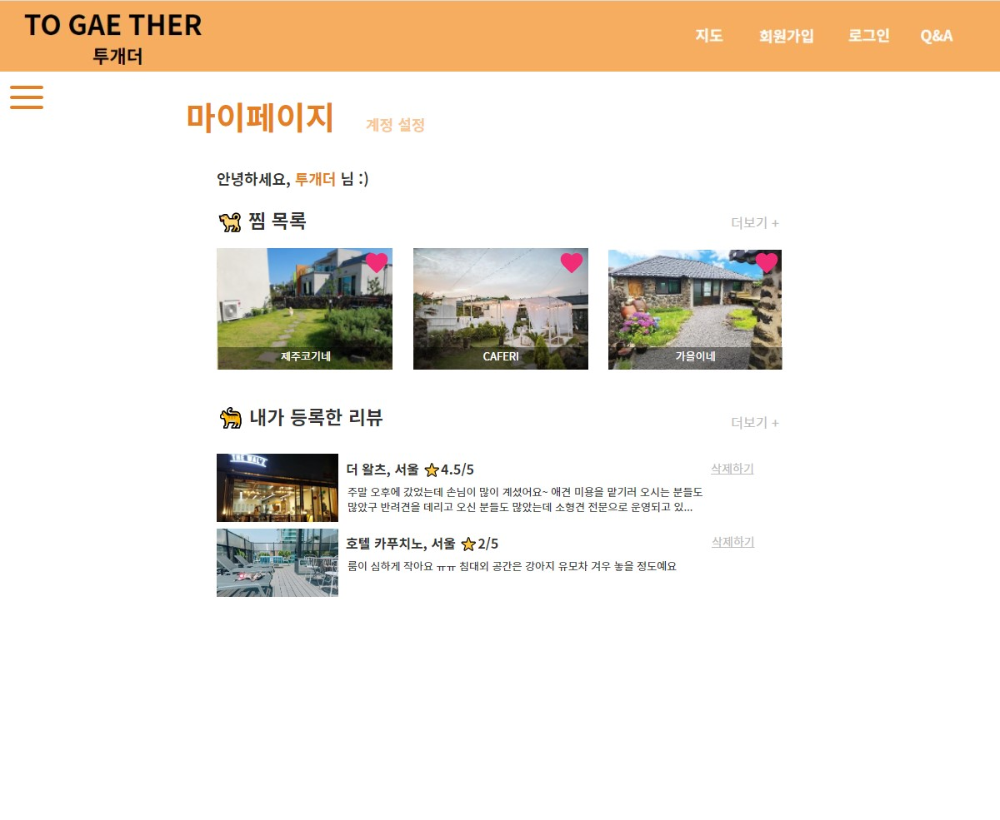 TO GAE THER
투개더
지도 회원가입 로그인 Q&A
마이페이지 계정 설정
안녕하세요, 투개더 님 :)
찜 목록 더보기 +
제주코기네 CAFERI 가을이네
내가 등록한 리뷰 더보기 +
THE WALTZ
더 왈츠, 서울 ⭐4.5/5 삭제하기
주말 오후에 갔었는데 손님이 많이 계셨어요~ 애견 미용을 맡기러 오시는 분들도
많았구 반려견을 데리고 오신 분들도 많았는데 소형견 전문으로 운영되고 있...
호텔 카푸치노, 서울 ⭐2/5 삭제하기
룸이 심하게 작아요 ㅠㅠ 침대외 공간은 강아지 유모차 겨우 놓을 정도예요